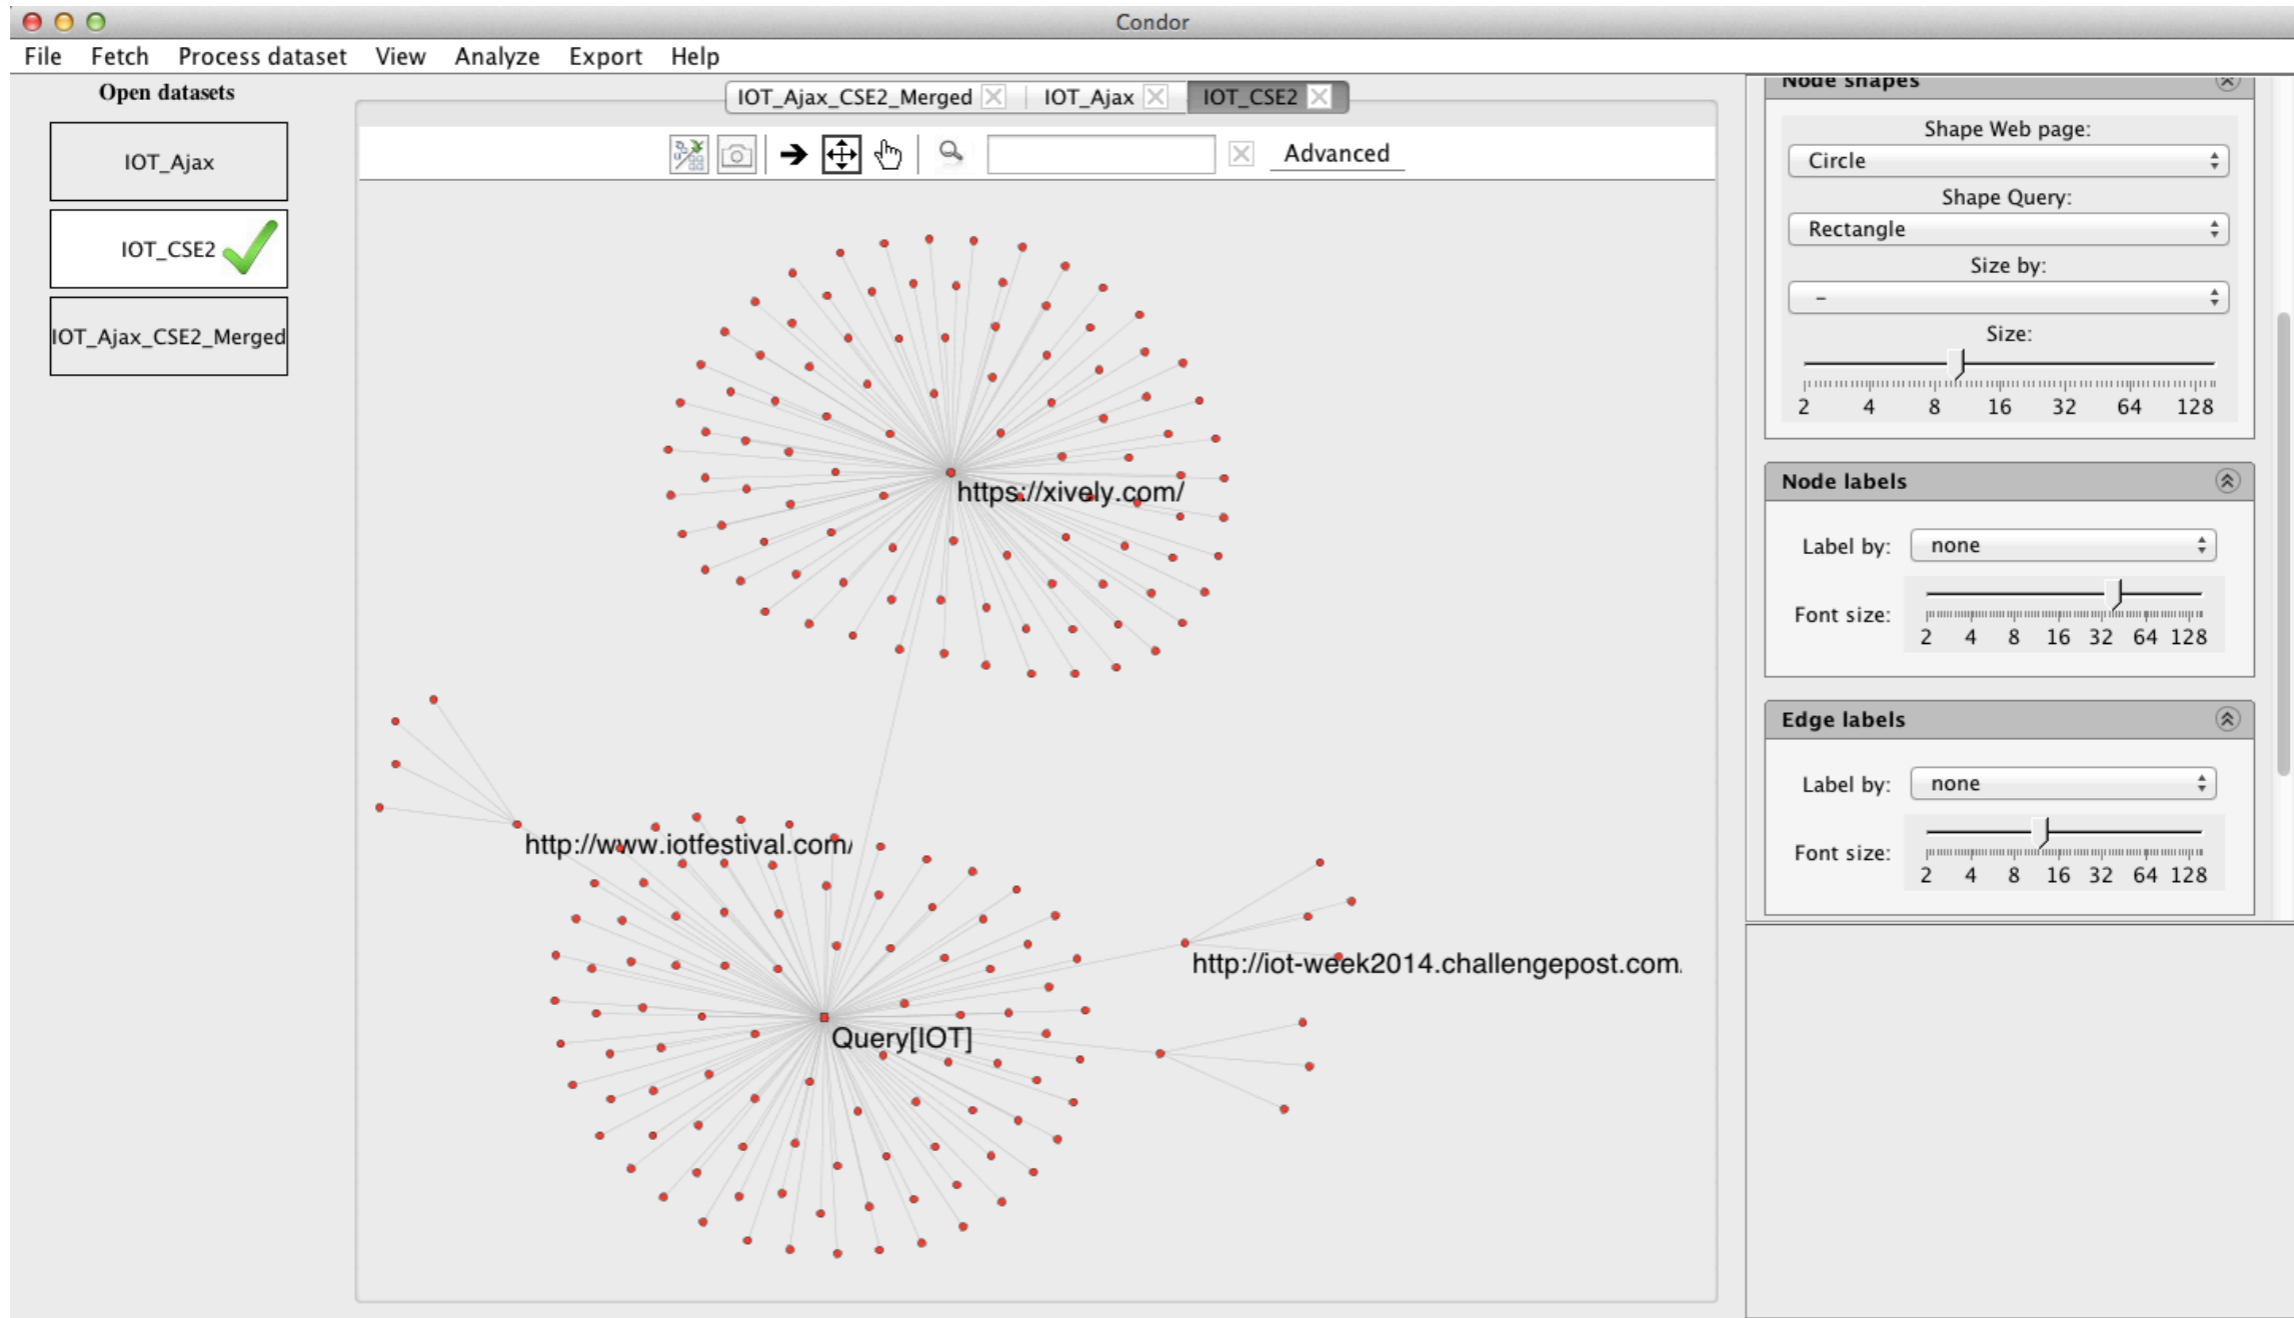 Condor
File Fetch Process dataset View Analyze Export Help
Open datasets
IOT_Ajax
IOT_CSE2
IOT_Ajax_CSE2_Merged
IOT_Ajax_CSE2_Merged IOT_Ajax IOT_CSE2
Advanced
https://xively.com/
http://www.iotfestival.com/
http://iot-week2014.challengepost.com.
Query[IOT]
Node shapes
Shape Web page:
Circle
Shape Query:
Rectangle
Size by:
–
Size:
2 4 8 16 32 64 128
Node labels
Label by: none
Font size:
2 4 8 16 32 64 128
Edge labels
Label by: none
Font size:
2 4 8 16 32 64 128